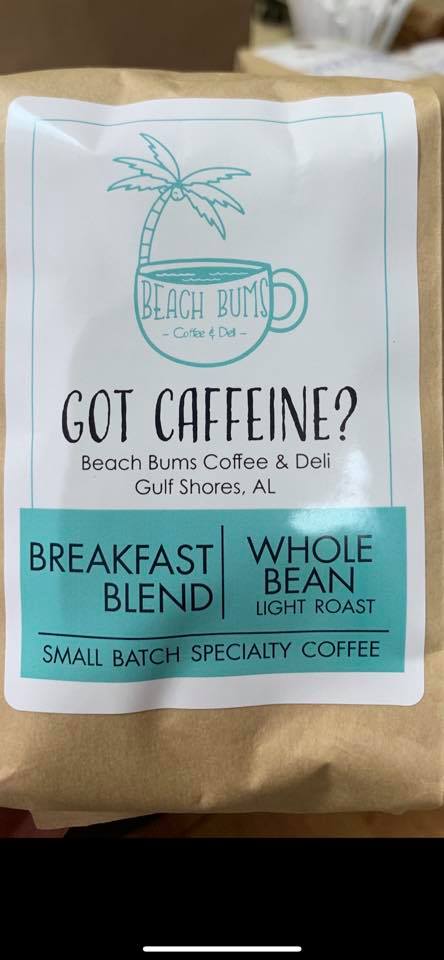 BEACH BUMS
- Coffee & Deli -
GOT CAFFEINE?
Beach Bums Coffee & Deli
Gulf Shores, AL
BREAKFAST
BLEND
WHOLE
BEAN
LIGHT ROAST
SMALL BATCH SPECIALTY COFFEE